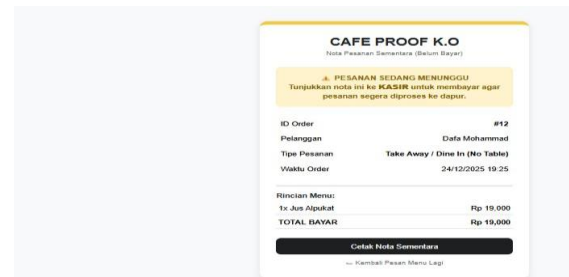 CAFE PROOF K.O
Nota Pesanan Sementara (Belum Bayar)
⚠ PESANAN SEDANG MENUNGGU
Tunjukkan nota ini ke KASIR untuk membayar agar
pesanan segera diproses ke dapur.
ID Order #12
Pelanggan Dafa Mohammad
Tipe Pesanan Take Away / Dine In (No Table)
Waktu Order 24/12/2025 19:25
Rincian Menu:
1x Jus Alpukat Rp 19,000
TOTAL BAYAR Rp 19,000
Cetak Nota Sementara
← Kembali Pesan Menu Lagi